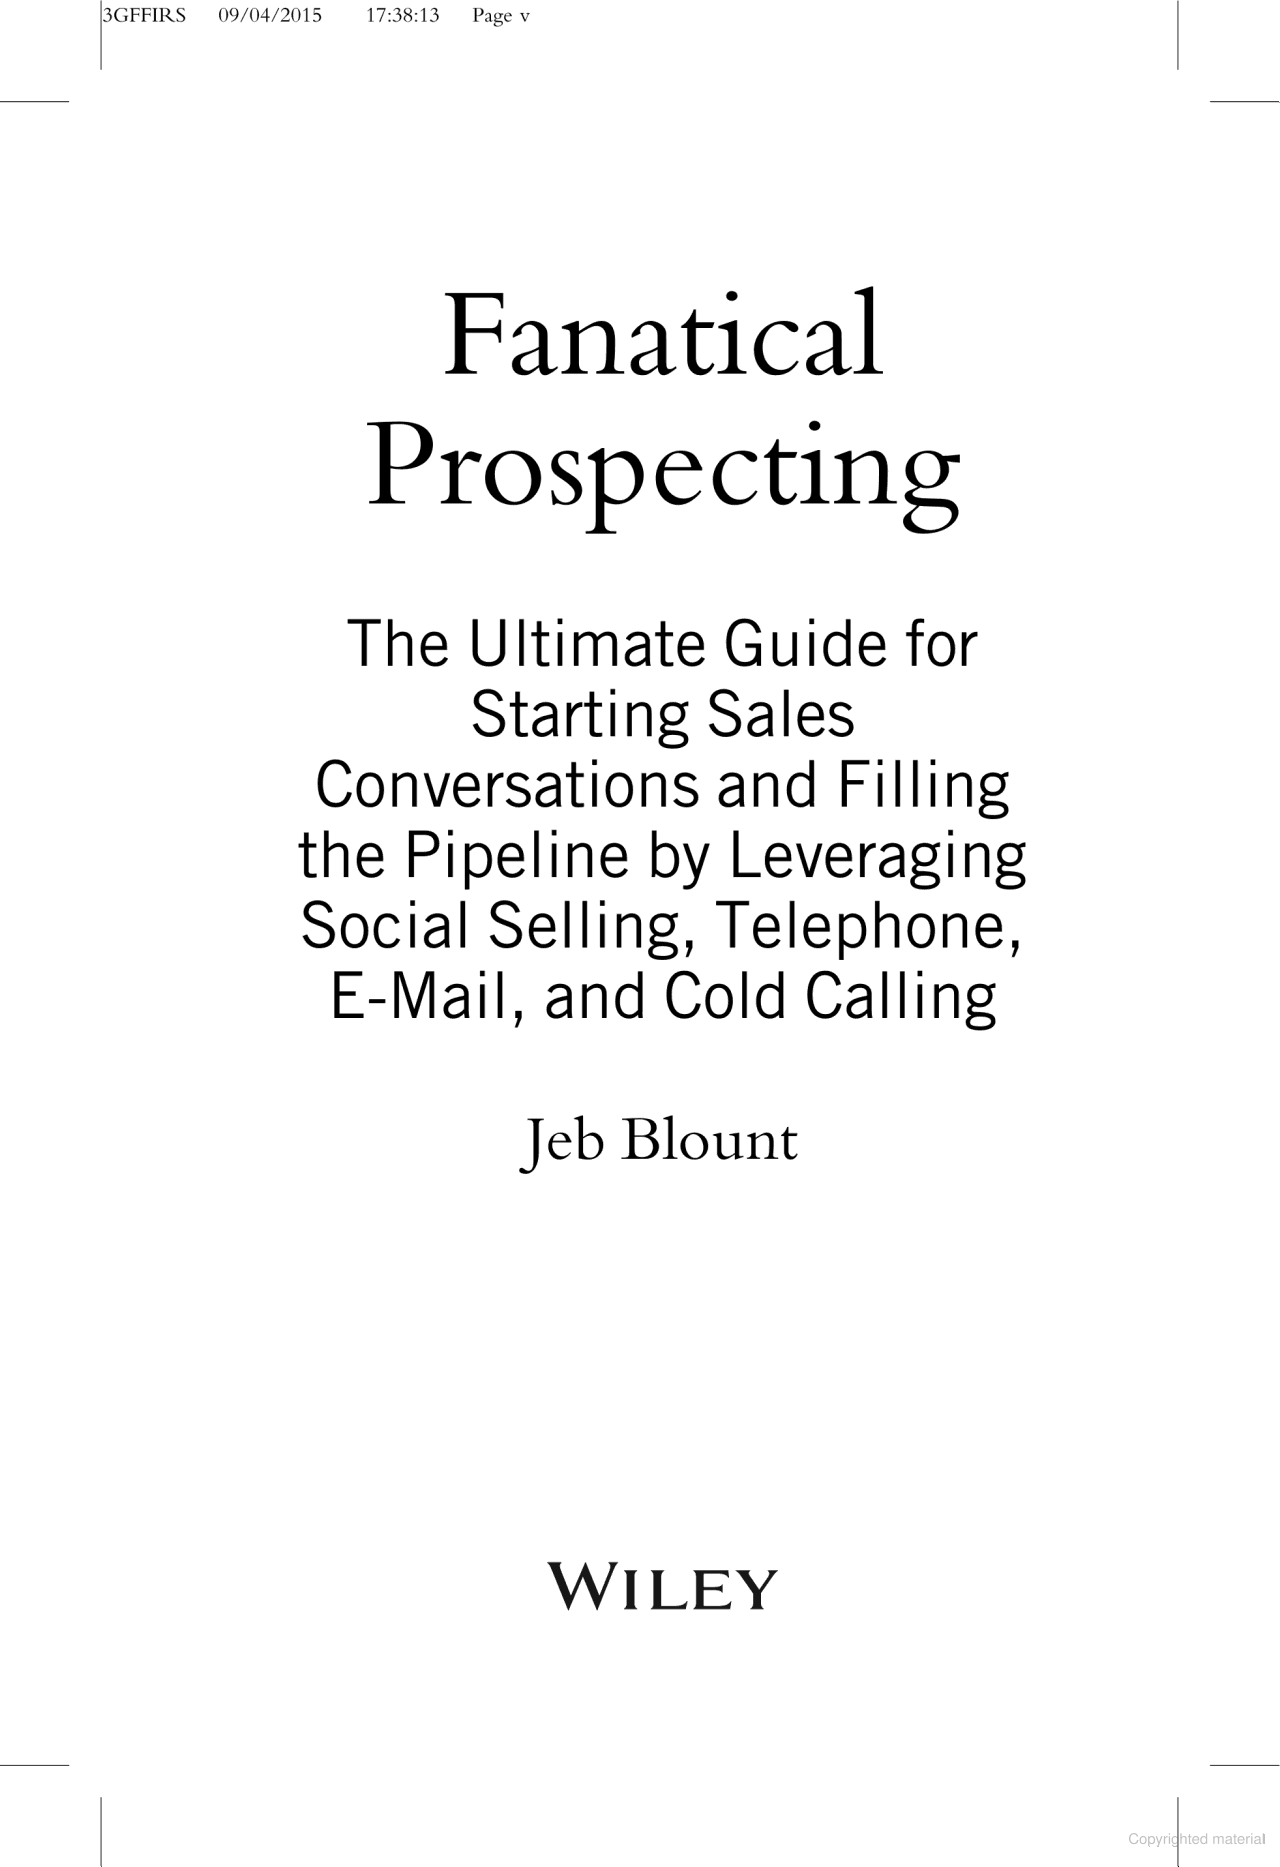 3GFFIRS 09/04/2015 17:38:13 Page v
Fanatical
Prospecting
The Ultimate Guide for
Starting Sales
Conversations and Filling
the Pipeline by Leveraging
Social Selling, Telephone,
E-Mail, and Cold Calling
Jeb Blount
WILEY
Copyrighted material